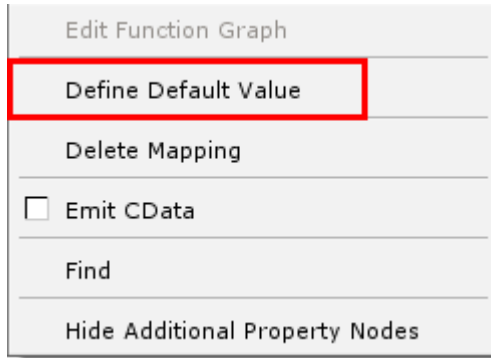 Edit Function Graph
Define Default Value
Delete Mapping
Emit CData
Find
Hide Additional Property Nodes